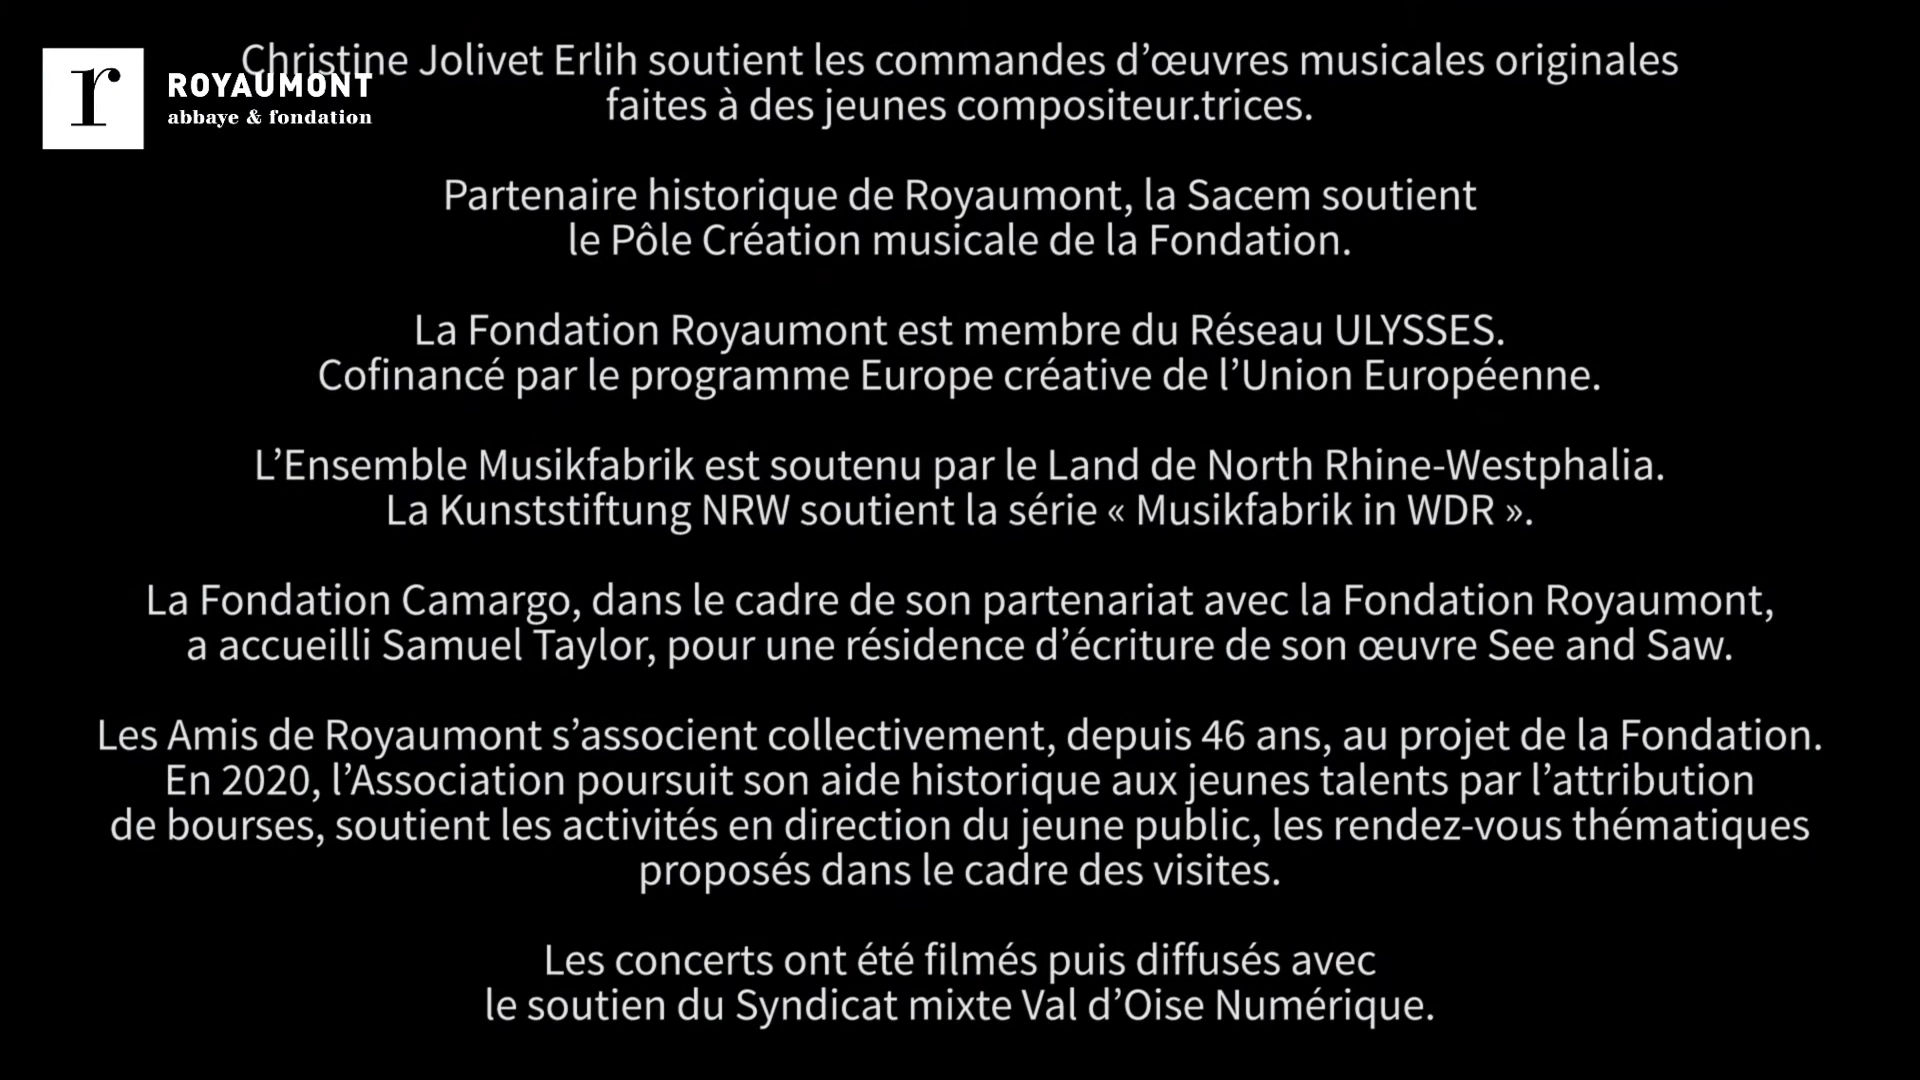 r
ROYAUMONT
abbaye & fondation
Christine Jolivet Erlih soutient les commandes d’œuvres musicales originales
faites à des jeunes compositeur.trices.
Partenaire historique de Royaumont, la Sacem soutient
le Pôle Création musicale de la Fondation.
La Fondation Royaumont est membre du Réseau ULYSSES.
Cofinancé par le programme Europe créative de l’Union Européenne.
L’Ensemble Musikfabrik est soutenu par le Land de North Rhine-Westphalia.
La Kunststiftung NRW soutient la série « Musikfabrik in WDR ».
La Fondation Camargo, dans le cadre de son partenariat avec la Fondation Royaumont,
a accueilli Samuel Taylor, pour une résidence d’écriture de son œuvre See and Saw.
Les Amis de Royaumont s’associent collectivement, depuis 46 ans, au projet de la Fondation.
En 2020, l’Association poursuit son aide historique aux jeunes talents par l’attribution
de bourses, soutient les activités en direction du jeune public, les rendez-vous thématiques
proposés dans le cadre des visites.
Les concerts ont été filmés puis diffusés avec
le soutien du Syndicat mixte Val d’Oise Numérique.